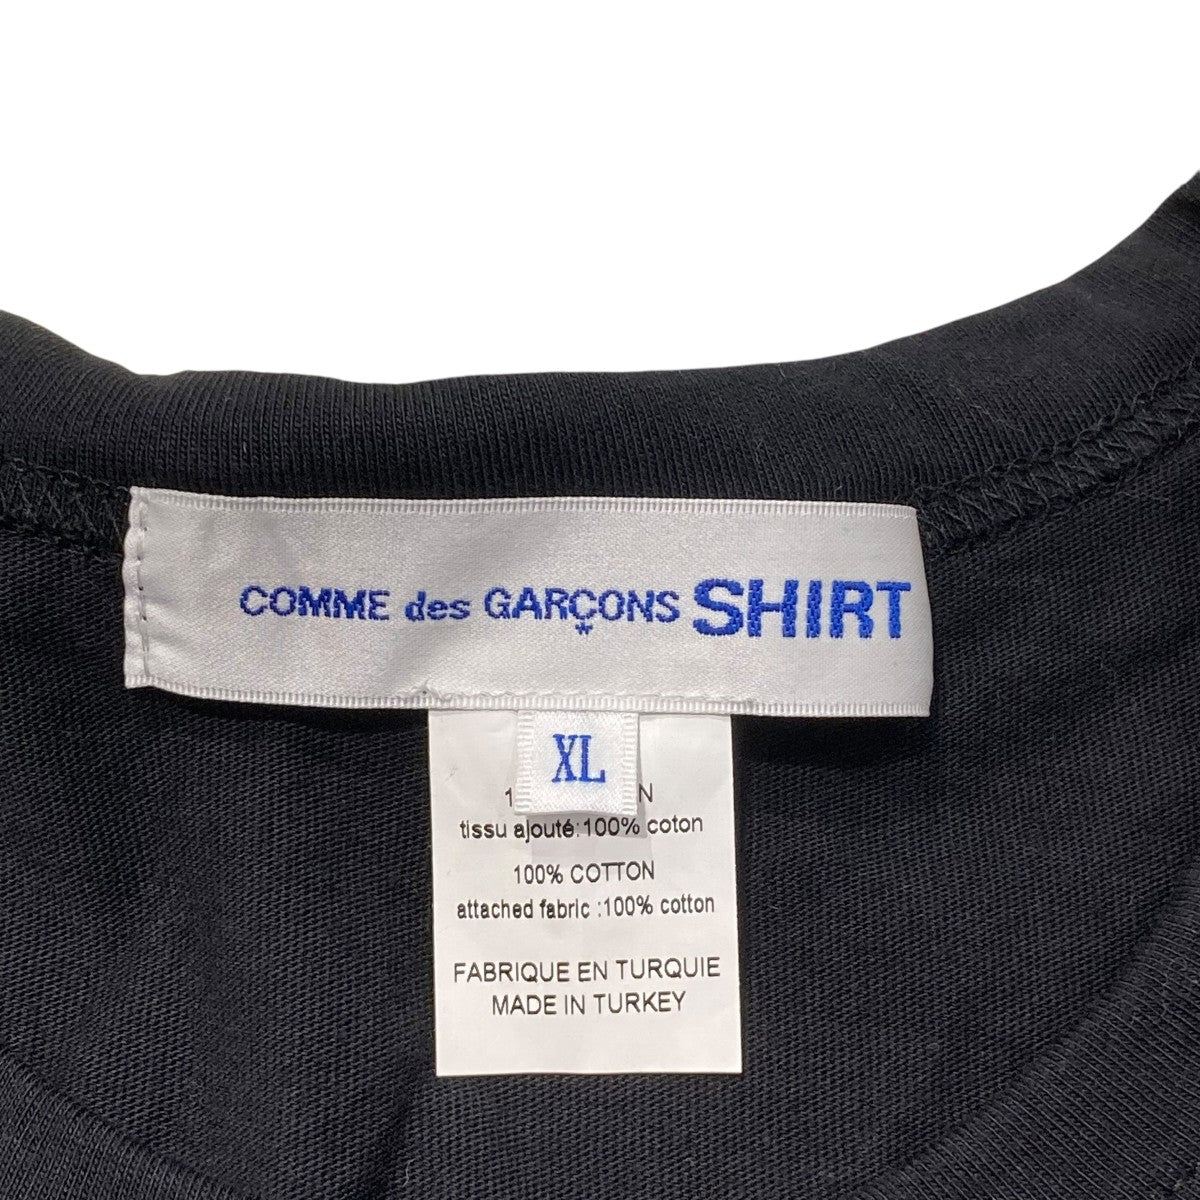 COMME des GARÇONS SHIRT
XL
tissu ajouté:100% coton
100% COTTON
attached fabric :100% cotton
FABRIQUE EN TURQUIE
MADE IN TURKEY